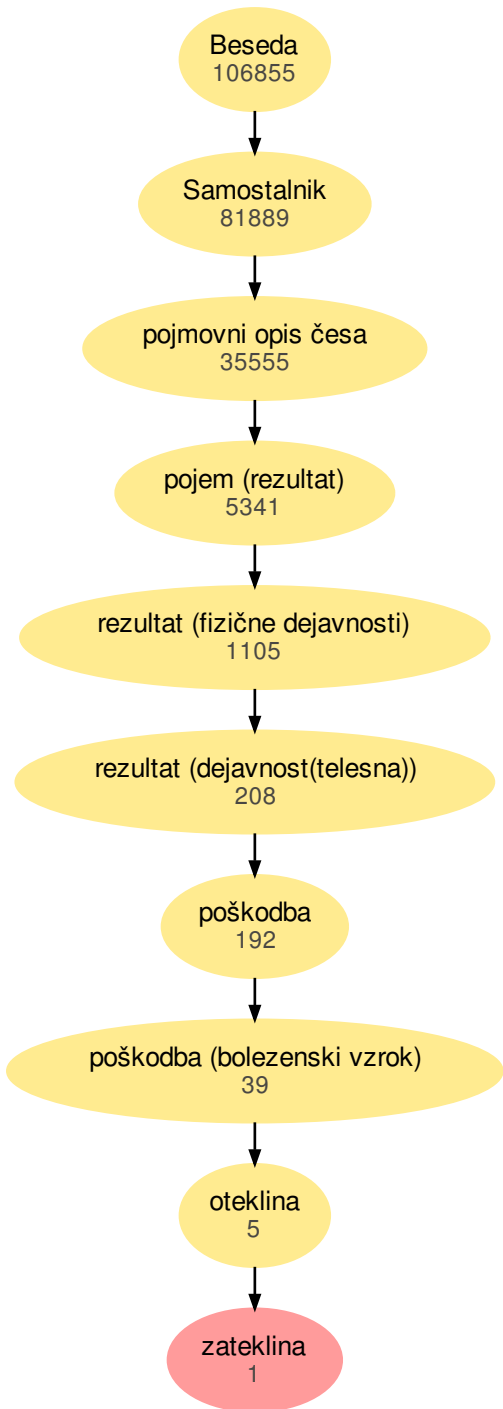 Beseda
106855
Samostalnik
81889
pojmovni opis česa
35555
pojem (rezultat)
5341
rezultat (fizične dejavnosti)
1105
rezultat (dejavnost(telesna))
208
poškodba
192
poškodba (bolezenski vzrok)
39
oteklina
5
zateklina
1